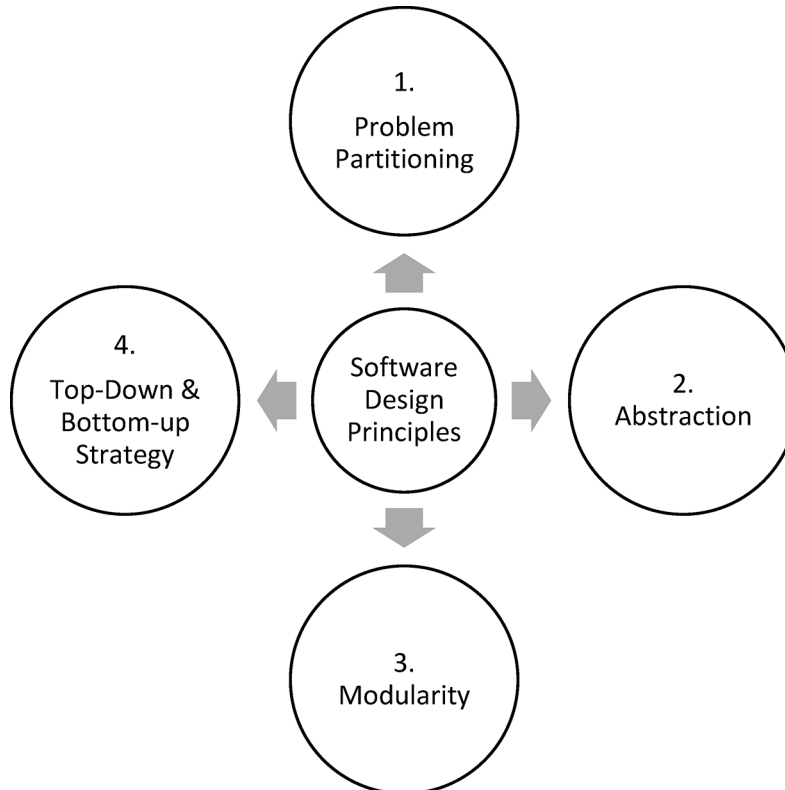 1.
Problem
Partitioning
4.
Top-Down &
Bottom-up
Strategy
Software
Design
Principles
2.
Abstraction
3.
Modularity